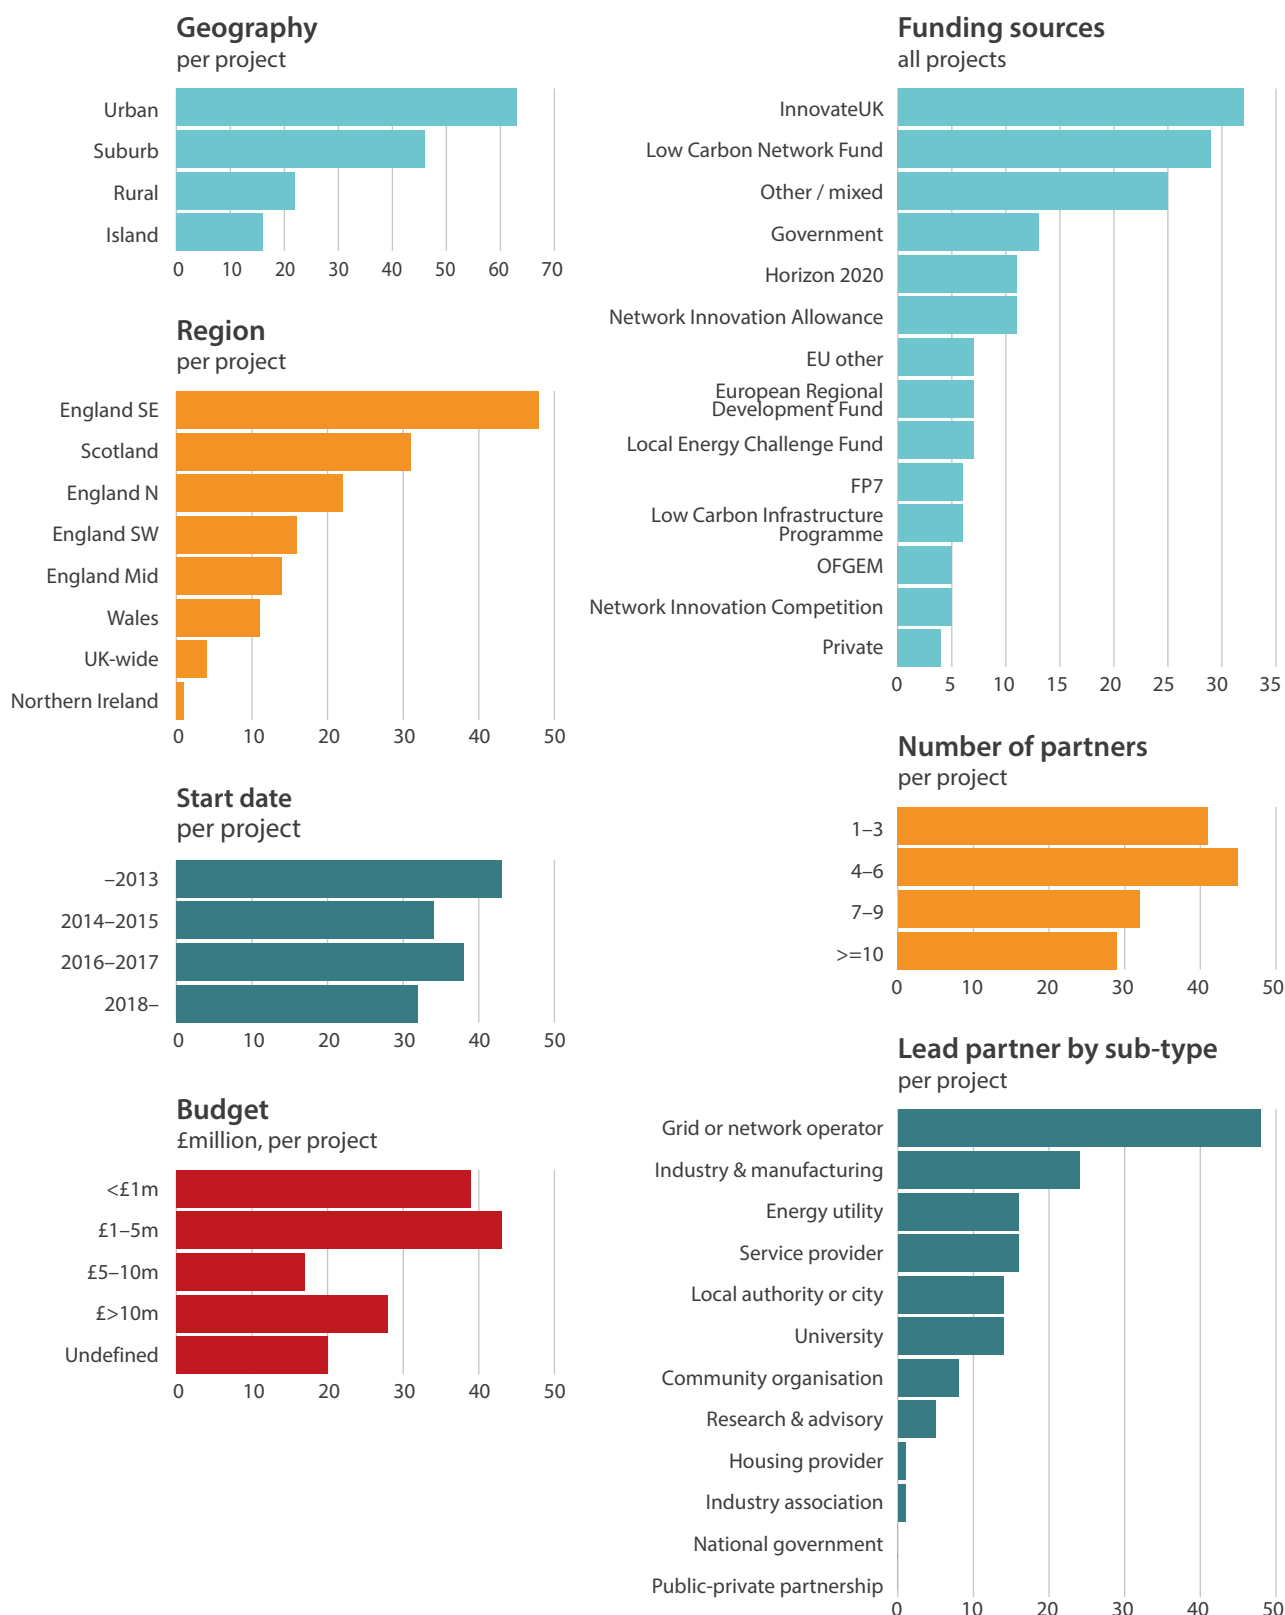 Geography
per project
Urban
Suburb
Rural
Island
0 10 20 30 40 50 60 70
Region
per project
England SE
Scotland
England N
England SW
England Mid
Wales
UK-wide
Northern Ireland
0 10 20 30 40 50
Start date
per project
–2013
2014–2015
2016–2017
2018–
0 10 20 30 40 50
Budget
£million, per project
<£1m
£1–5m
£5–10m
£>10m
Undefined
0 10 20 30 40 50
Funding sources
all projects
InnovateUK
Low Carbon Network Fund
Other / mixed
Government
Horizon 2020
Network Innovation Allowance
EU other
European Regional
Development Fund
Local Energy Challenge Fund
FP7
Low Carbon Infrastructure
Programme
OFGEM
Network Innovation Competition
Private
0 5 10 15 20 25 30 35
Number of partners
per project
1–3
4–6
7–9
>=10
0 10 20 30 40 50
Lead partner by sub-type
per project
Grid or network operator
Industry & manufacturing
Energy utility
Service provider
Local authority or city
University
Community organisation
Research & advisory
Housing provider
Industry association
National government
Public-private partnership
0 10 20 30 40 50